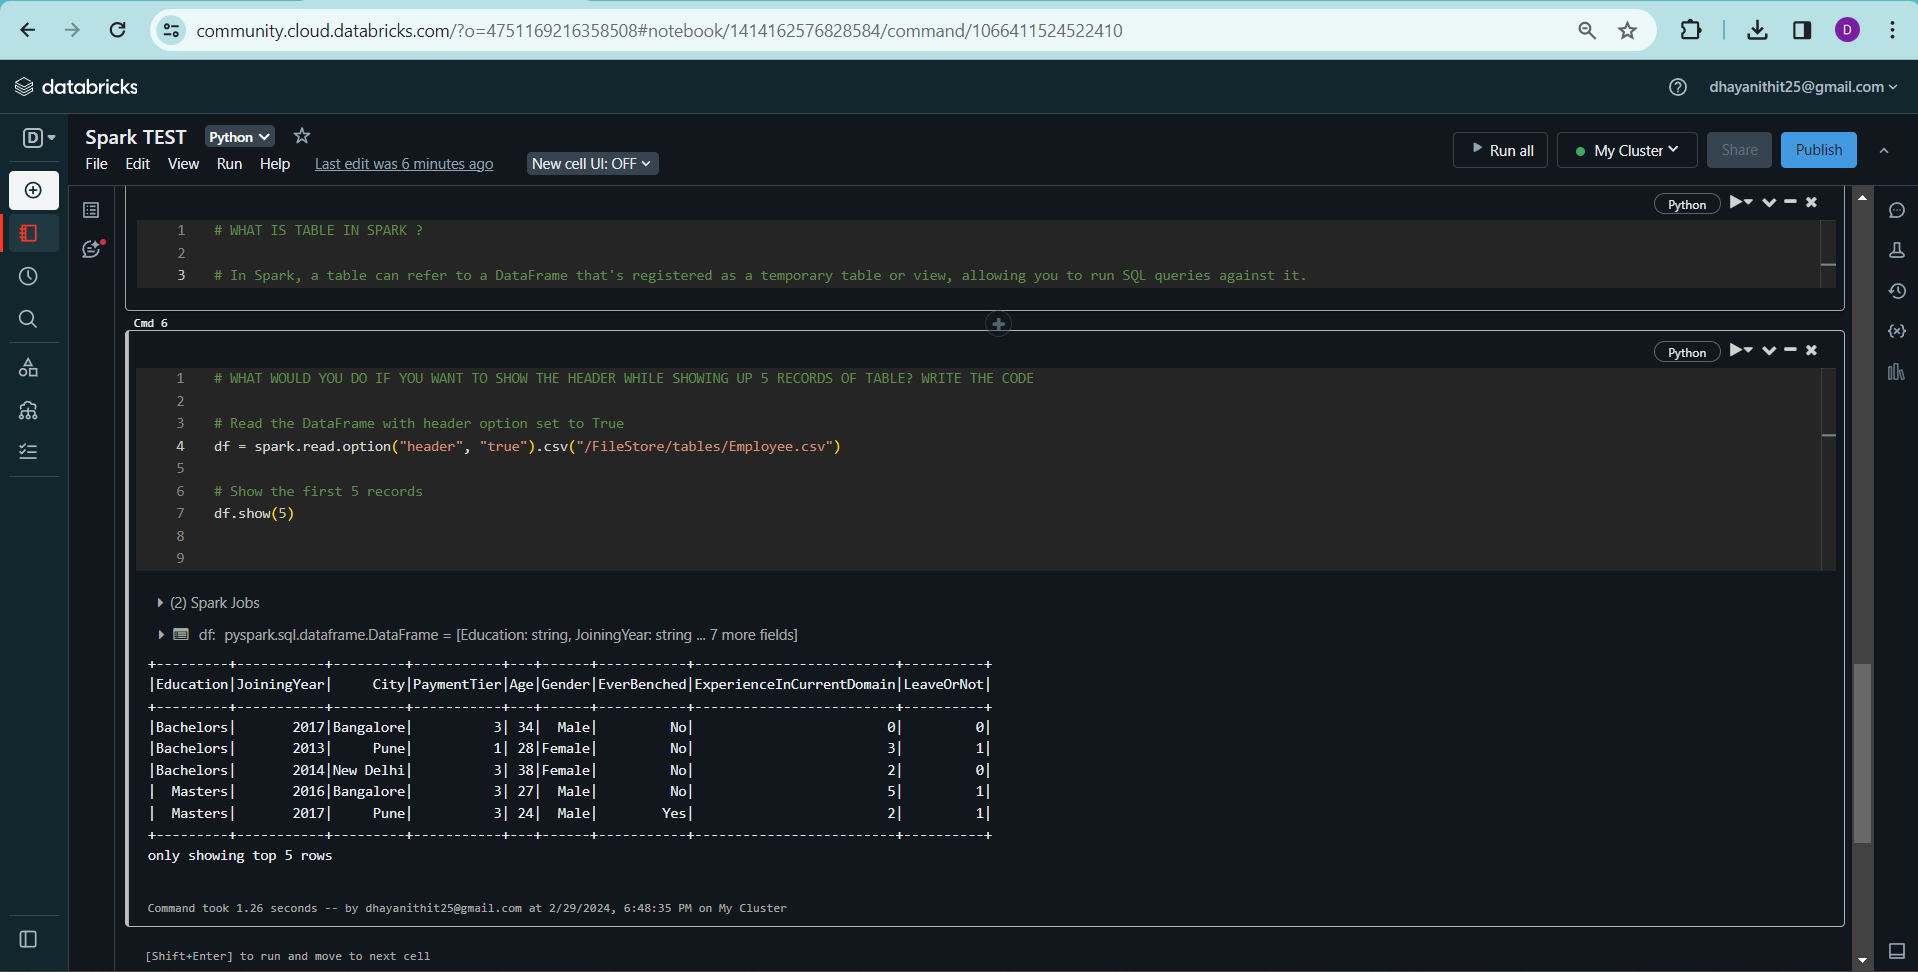 community.cloud.databricks.com/?o=4751169216358508#notebook/1414162576828584/command/1066411524522410
D
databricks
dhayanithit25@gmail.com
D
Spark TEST
Python
File Edit View Run Help
Last edit was 6 minutes ago
New cell UI: OFF
Run all
My Cluster
Share
Publish
Python
1 # WHAT IS TABLE IN SPARK ?
2
3 # In Spark, a table can refer to a DataFrame that's registered as a temporary table or view, allowing you to run SQL queries against it.
Cmd 6
Python
1 # WHAT WOULD YOU DO IF YOU WANT TO SHOW THE HEADER WHILE SHOWING UP 5 RECORDS OF TABLE? WRITE THE CODE
2
3 # Read the DataFrame with header option set to True
4 df = spark.read.option("header", "true").csv("/FileStore/tables/Employee.csv")
5
6 # Show the first 5 records
7 df.show(5)
8
9
(2) Spark Jobs
df: pyspark.sql.dataframe.DataFrame = [Education: string, JoiningYear: string ... 7 more fields]
+---------+-----------+---------+-----------+---+------+-----------+-------------------------+----------+
|Education|JoiningYear|     City|PaymentTier|Age|Gender|EverBenched|ExperienceInCurrentDomain|LeaveOrNot|
+---------+-----------+---------+-----------+---+------+-----------+-------------------------+----------+
|Bachelors|       2017|Bangalore|          3| 34|  Male|         No|                        0|         0|
|Bachelors|       2013|     Pune|          1| 28|Female|         No|                        3|         1|
|Bachelors|       2014|New Delhi|          3| 38|Female|         No|                        2|         0|
|  Masters|       2016|Bangalore|          3| 27|  Male|         No|                        5|         1|
|  Masters|       2017|     Pune|          3| 24|  Male|        Yes|                        2|         1|
+---------+-----------+---------+-----------+---+------+-----------+-------------------------+----------+
only showing top 5 rows
Command took 1.26 seconds -- by dhayanithit25@gmail.com at 2/29/2024, 6:48:35 PM on My Cluster
[Shift+Enter] to run and move to next cell